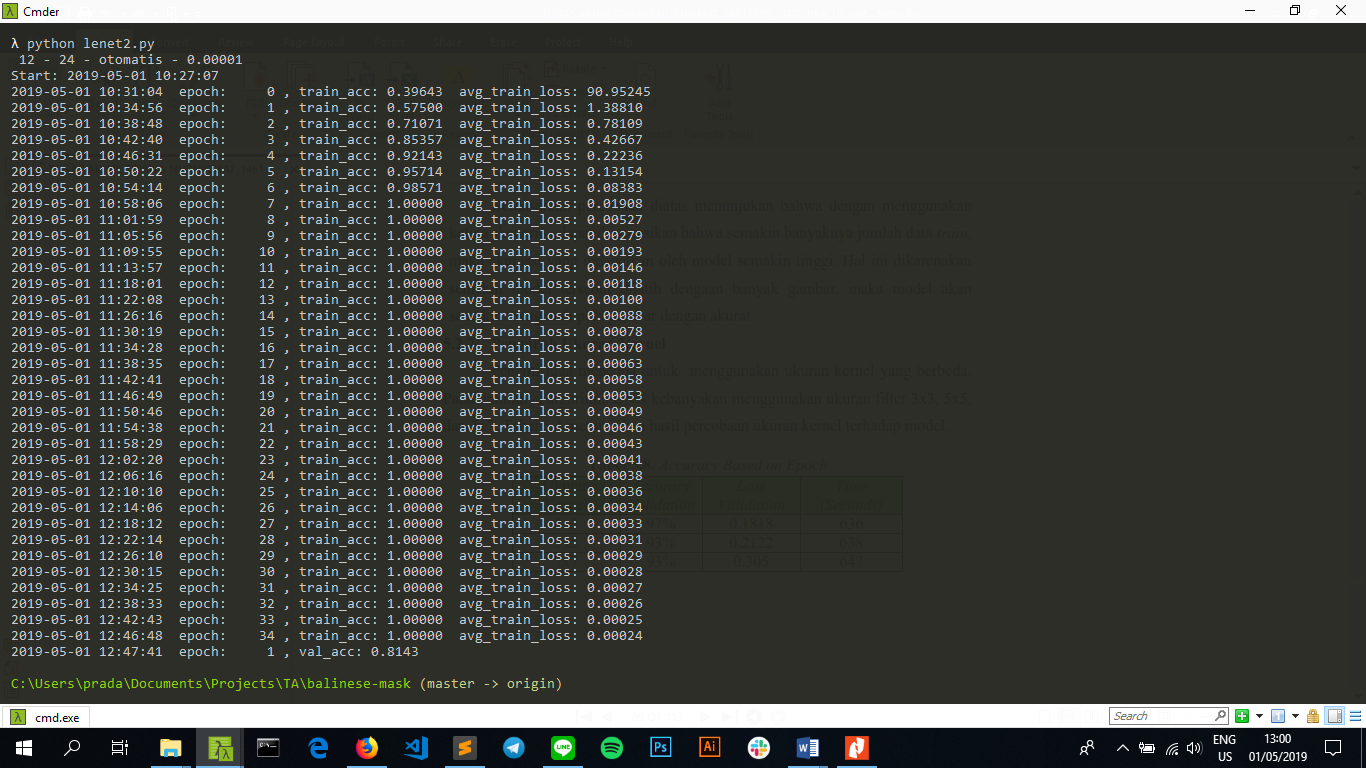 Cmder
λ python lenet2.py
12 - 24 - otomatis - 0.00001
Start: 2019-05-01 10:27:07
2019-05-01 10:31:04 epoch: 0 , train_acc: 0.39643 avg_train_loss: 90.95245
2019-05-01 10:34:56 epoch: 1 , train_acc: 0.57500 avg_train_loss: 1.38810
2019-05-01 10:38:48 epoch: 2 , train_acc: 0.71071 avg_train_loss: 0.78109
2019-05-01 10:42:40 epoch: 3 , train_acc: 0.85357 avg_train_loss: 0.42667
2019-05-01 10:46:31 epoch: 4 , train_acc: 0.92143 avg_train_loss: 0.22236
2019-05-01 10:50:22 epoch: 5 , train_acc: 0.95714 avg_train_loss: 0.13154
2019-05-01 10:54:14 epoch: 6 , train_acc: 0.98571 avg_train_loss: 0.08383
2019-05-01 10:58:06 epoch: 7 , train_acc: 1.00000 avg_train_loss: 0.01908
2019-05-01 11:01:59 epoch: 8 , train_acc: 1.00000 avg_train_loss: 0.00527
2019-05-01 11:05:56 epoch: 9 , train_acc: 1.00000 avg_train_loss: 0.00279
2019-05-01 11:09:55 epoch: 10 , train_acc: 1.00000 avg_train_loss: 0.00193
2019-05-01 11:13:57 epoch: 11 , train_acc: 1.00000 avg_train_loss: 0.00146
2019-05-01 11:18:01 epoch: 12 , train_acc: 1.00000 avg_train_loss: 0.00118
2019-05-01 11:22:08 epoch: 13 , train_acc: 1.00000 avg_train_loss: 0.00100
2019-05-01 11:26:16 epoch: 14 , train_acc: 1.00000 avg_train_loss: 0.00088
2019-05-01 11:30:19 epoch: 15 , train_acc: 1.00000 avg_train_loss: 0.00078
2019-05-01 11:34:28 epoch: 16 , train_acc: 1.00000 avg_train_loss: 0.00070
2019-05-01 11:38:35 epoch: 17 , train_acc: 1.00000 avg_train_loss: 0.00063
2019-05-01 11:42:41 epoch: 18 , train_acc: 1.00000 avg_train_loss: 0.00058
2019-05-01 11:46:49 epoch: 19 , train_acc: 1.00000 avg_train_loss: 0.00053
2019-05-01 11:50:46 epoch: 20 , train_acc: 1.00000 avg_train_loss: 0.00049
2019-05-01 11:54:38 epoch: 21 , train_acc: 1.00000 avg_train_loss: 0.00046
2019-05-01 11:58:29 epoch: 22 , train_acc: 1.00000 avg_train_loss: 0.00043
2019-05-01 12:02:20 epoch: 23 , train_acc: 1.00000 avg_train_loss: 0.00041
2019-05-01 12:06:16 epoch: 24 , train_acc: 1.00000 avg_train_loss: 0.00038
2019-05-01 12:10:10 epoch: 25 , train_acc: 1.00000 avg_train_loss: 0.00036
2019-05-01 12:14:06 epoch: 26 , train_acc: 1.00000 avg_train_loss: 0.00034
2019-05-01 12:18:12 epoch: 27 , train_acc: 1.00000 avg_train_loss: 0.00033
2019-05-01 12:22:14 epoch: 28 , train_acc: 1.00000 avg_train_loss: 0.00031
2019-05-01 12:26:10 epoch: 29 , train_acc: 1.00000 avg_train_loss: 0.00029
2019-05-01 12:30:15 epoch: 30 , train_acc: 1.00000 avg_train_loss: 0.00028
2019-05-01 12:34:25 epoch: 31 , train_acc: 1.00000 avg_train_loss: 0.00027
2019-05-01 12:38:33 epoch: 32 , train_acc: 1.00000 avg_train_loss: 0.00026
2019-05-01 12:42:43 epoch: 33 , train_acc: 1.00000 avg_train_loss: 0.00025
2019-05-01 12:46:48 epoch: 34 , train_acc: 1.00000 avg_train_loss: 0.00024
2019-05-01 12:47:41 epoch: 1 , val_acc: 0.8143
C:\Users\prada\Documents\Projects\TA\balinese-mask (master -> origin)
cmd.exe
Search
ENG 13:00
US 01/05/2019